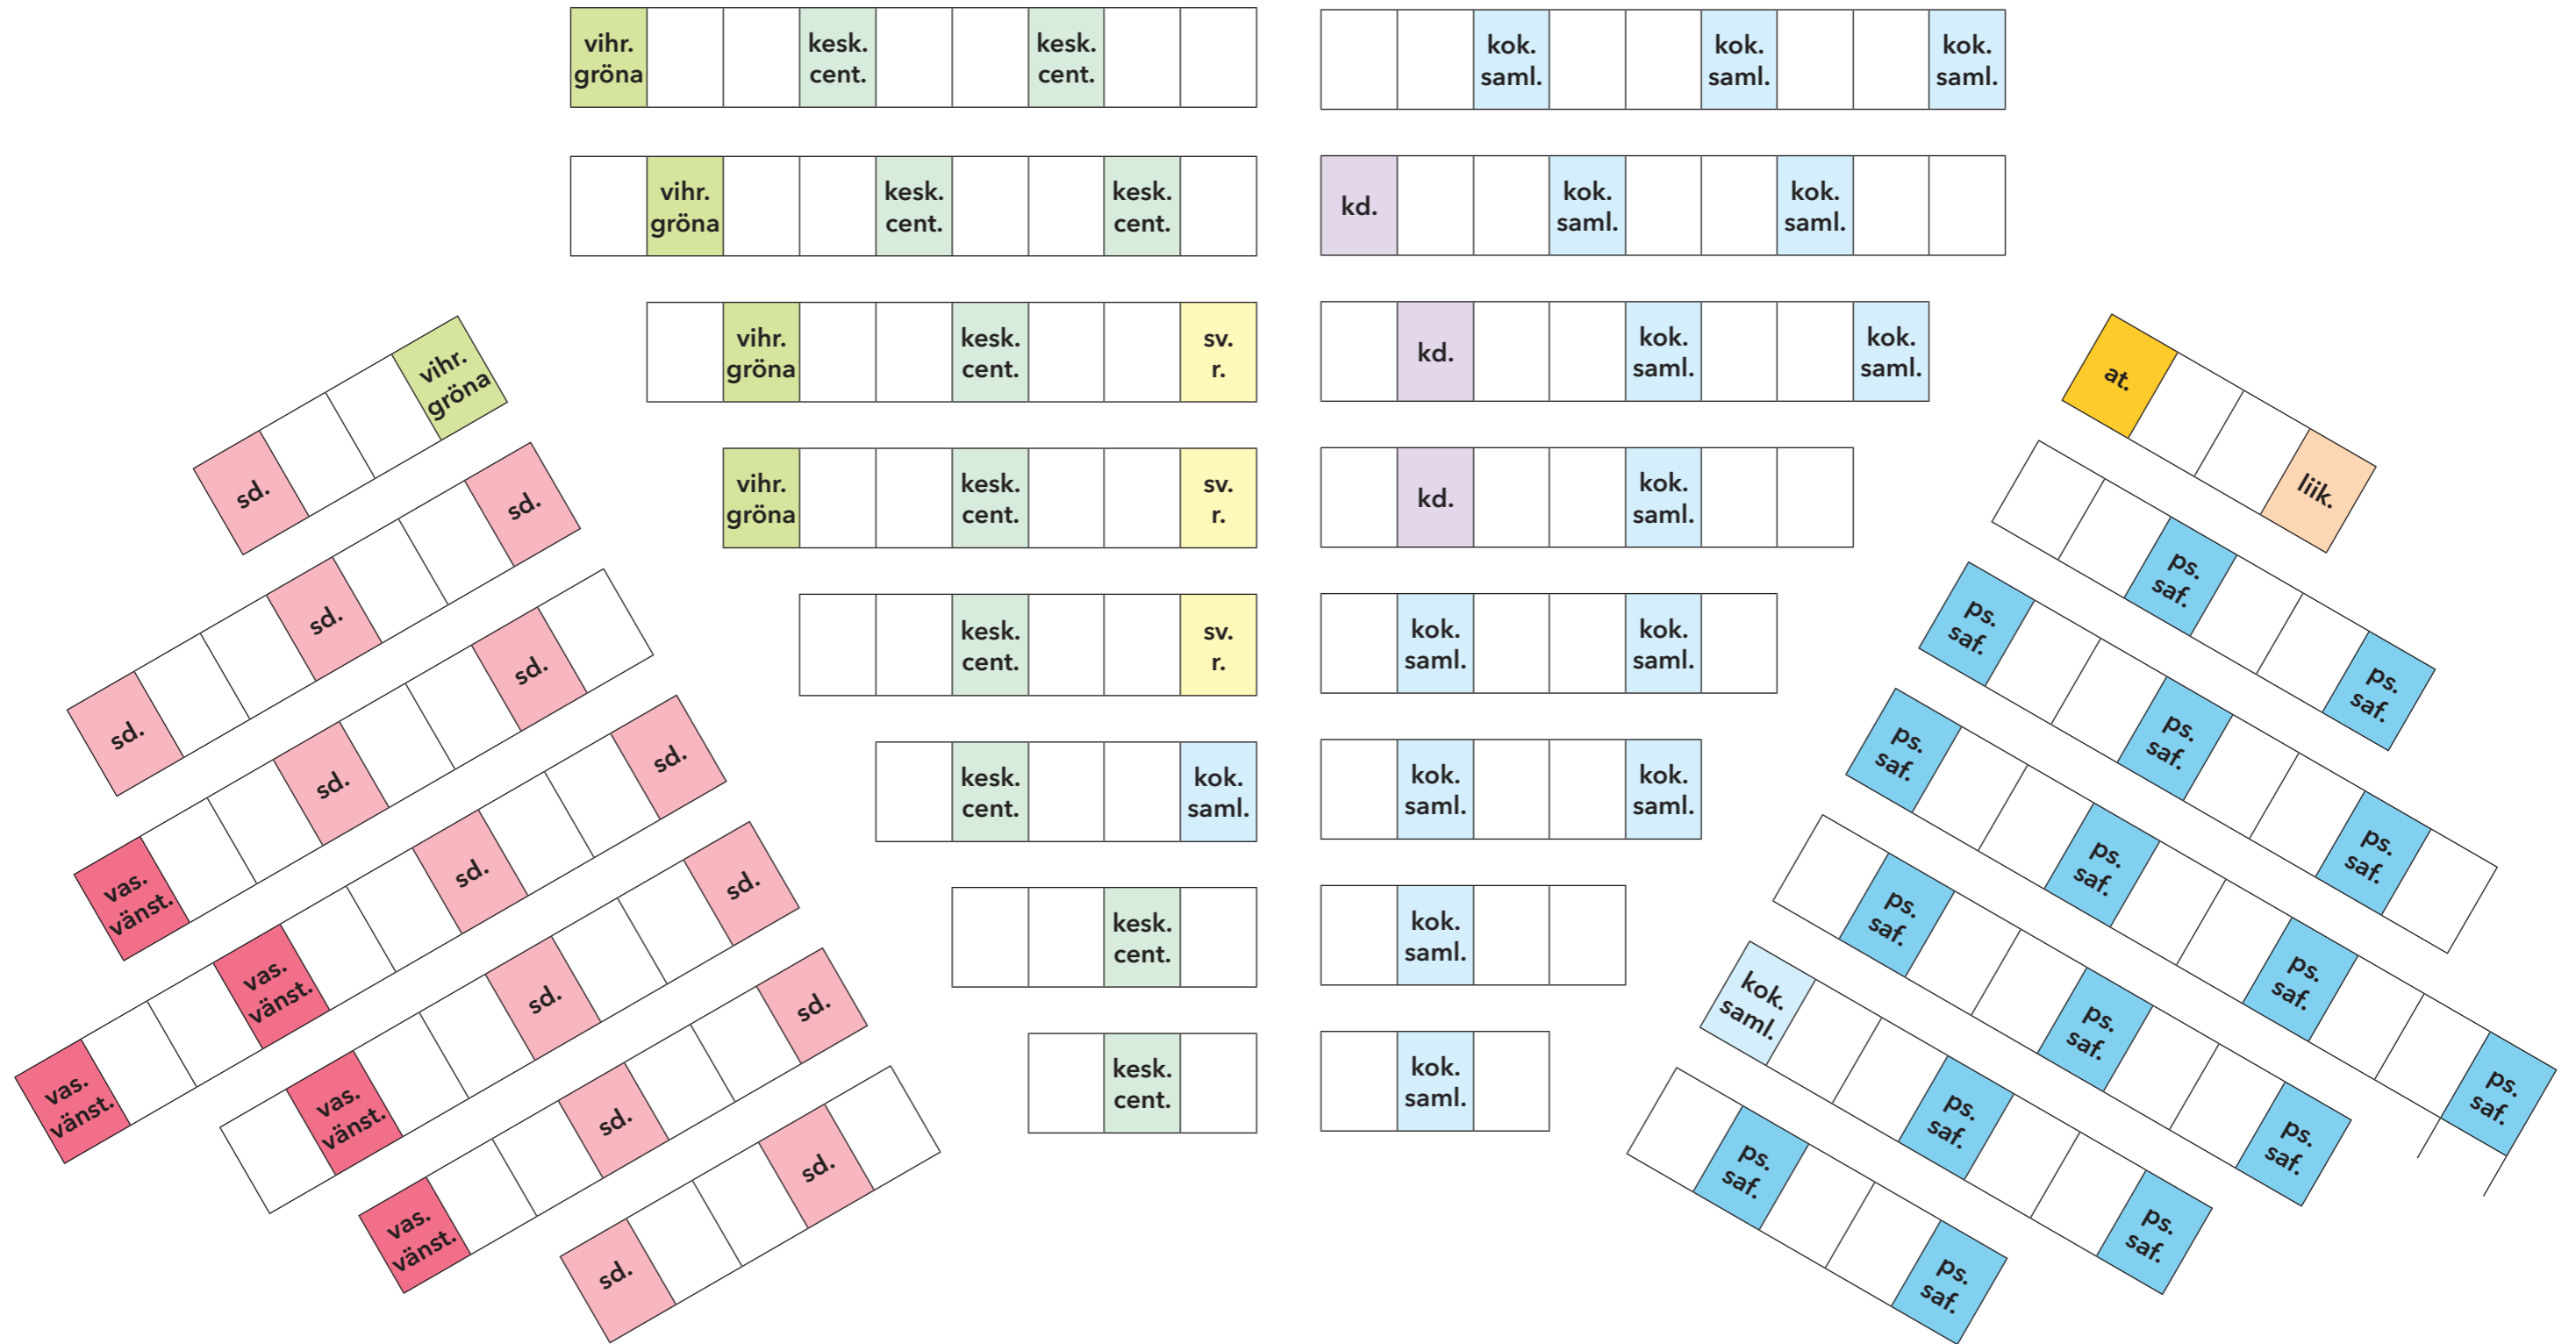 vihr.
gröna
kesk.
cent.
kesk.
cent.
kok.
saml.
kok.
saml.
kok.
saml.
vihr.
gröna
kesk.
cent.
kesk.
cent.
kd.
kok.
saml.
kok.
saml.
vihr.
gröna
kesk.
cent.
sv.
r.
kd.
kok.
saml.
kok.
saml.
vihr.
gröna
kesk.
cent.
sv.
r.
kd.
kok.
saml.
kesk.
cent.
sv.
r.
kok.
saml.
kok.
saml.
kesk.
cent.
kok.
saml.
kok.
saml.
kok.
saml.
kesk.
cent.
kok.
saml.
kesk.
cent.
kok.
saml.
sd.
vihr.
gröna
sd.
sd.
sd.
vas.
vänst.
sd.
sd.
vas.
vänst.
vas.
vänst.
sd.
sd.
vas.
vänst.
sd.
sd.
vas.
vänst.
sd.
sd.
sd.
sd.
at.
liik.
ps.
saf.
ps.
saf.
ps.
saf.
ps.
saf.
ps.
saf.
ps.
saf.
ps.
saf.
ps.
saf.
ps.
saf.
ps.
saf.
ps.
saf.
ps.
saf.
kok.
saml.
ps.
saf.
ps.
saf.
ps.
saf.
ps.
saf.